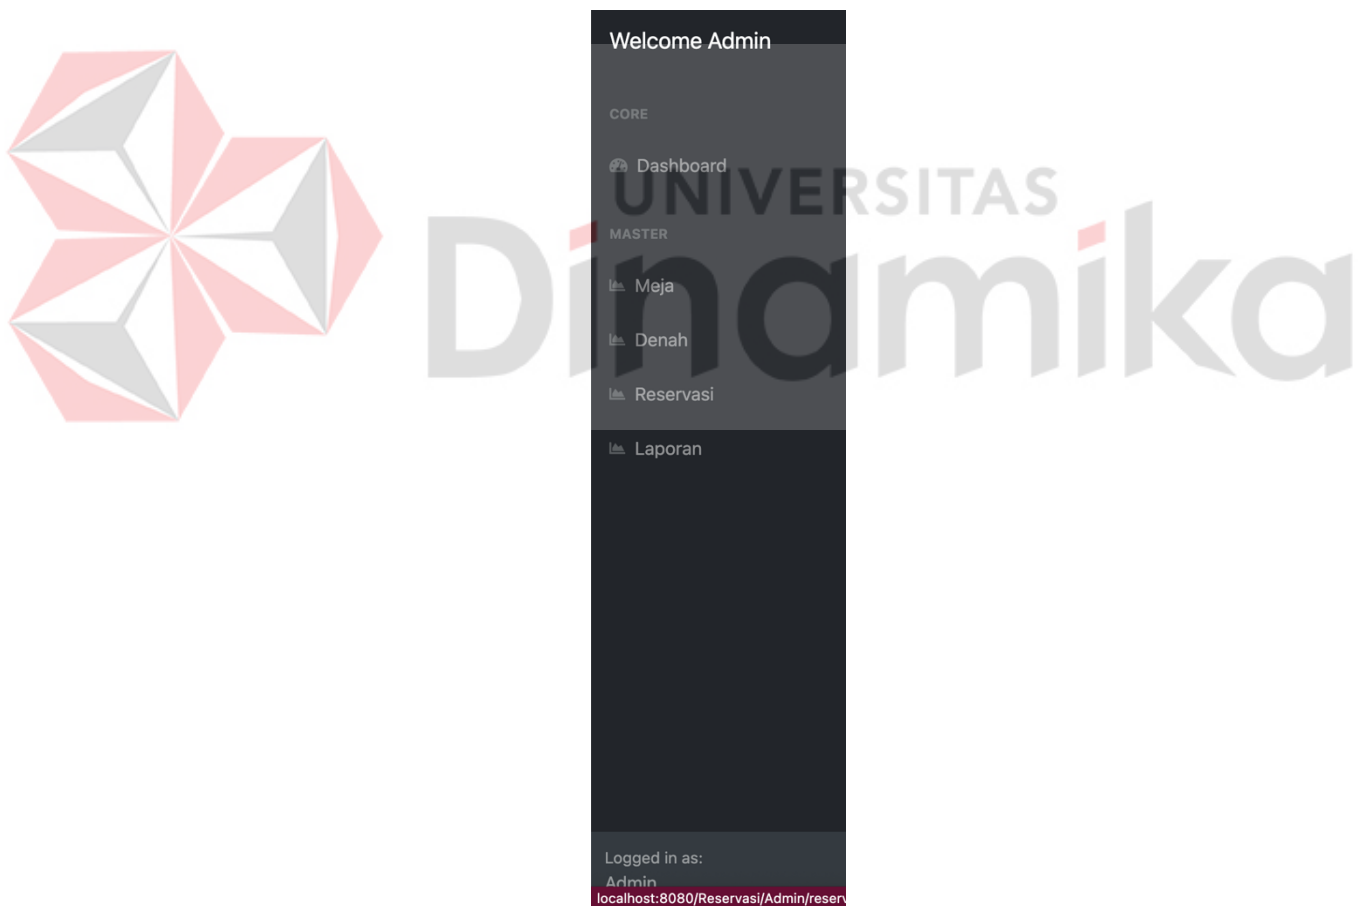 Welcome Admin
CORE
Dashboard
UNIVERSITAS
Dinamika
MASTER
Meja
Denah
Reservasi
Laporan
Logged in as:
Admin
localhost:8080/Reservasi/Admin/reserv